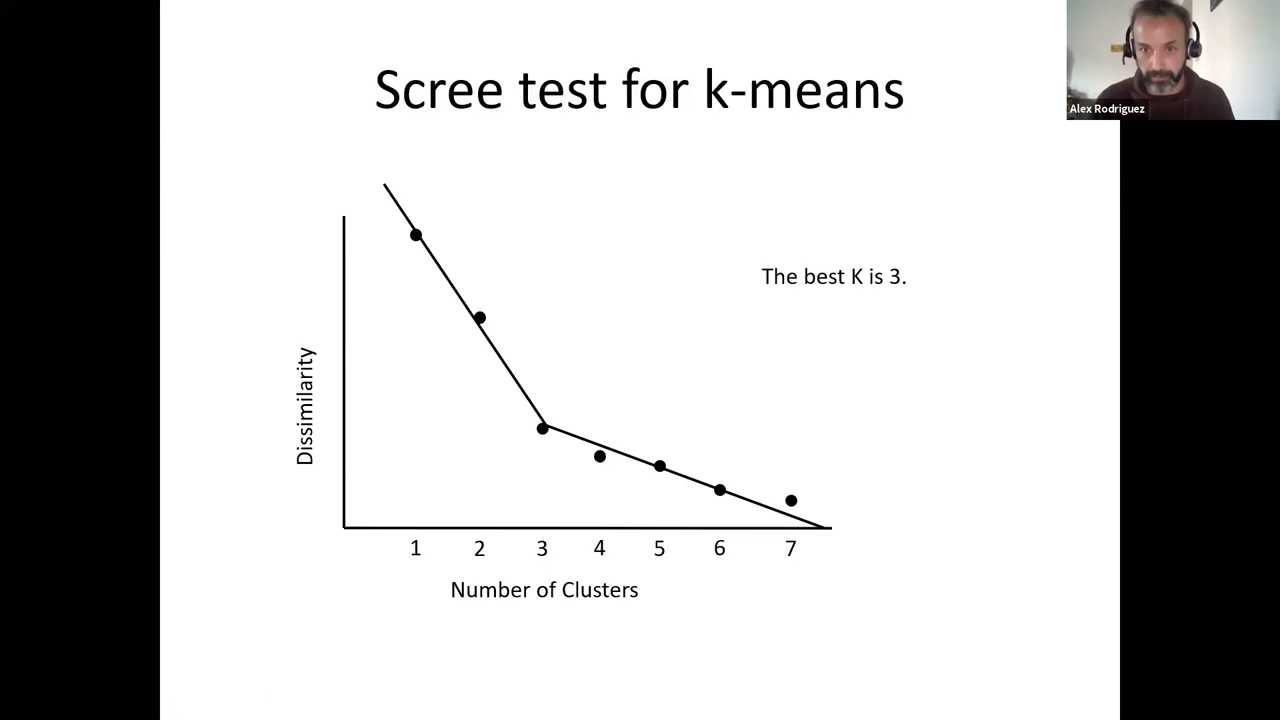 Scree test for k-means
Alex Rodriguez
The best K is 3.
Dissimilarity
1 2 3 4 5 6 7
Number of Clusters